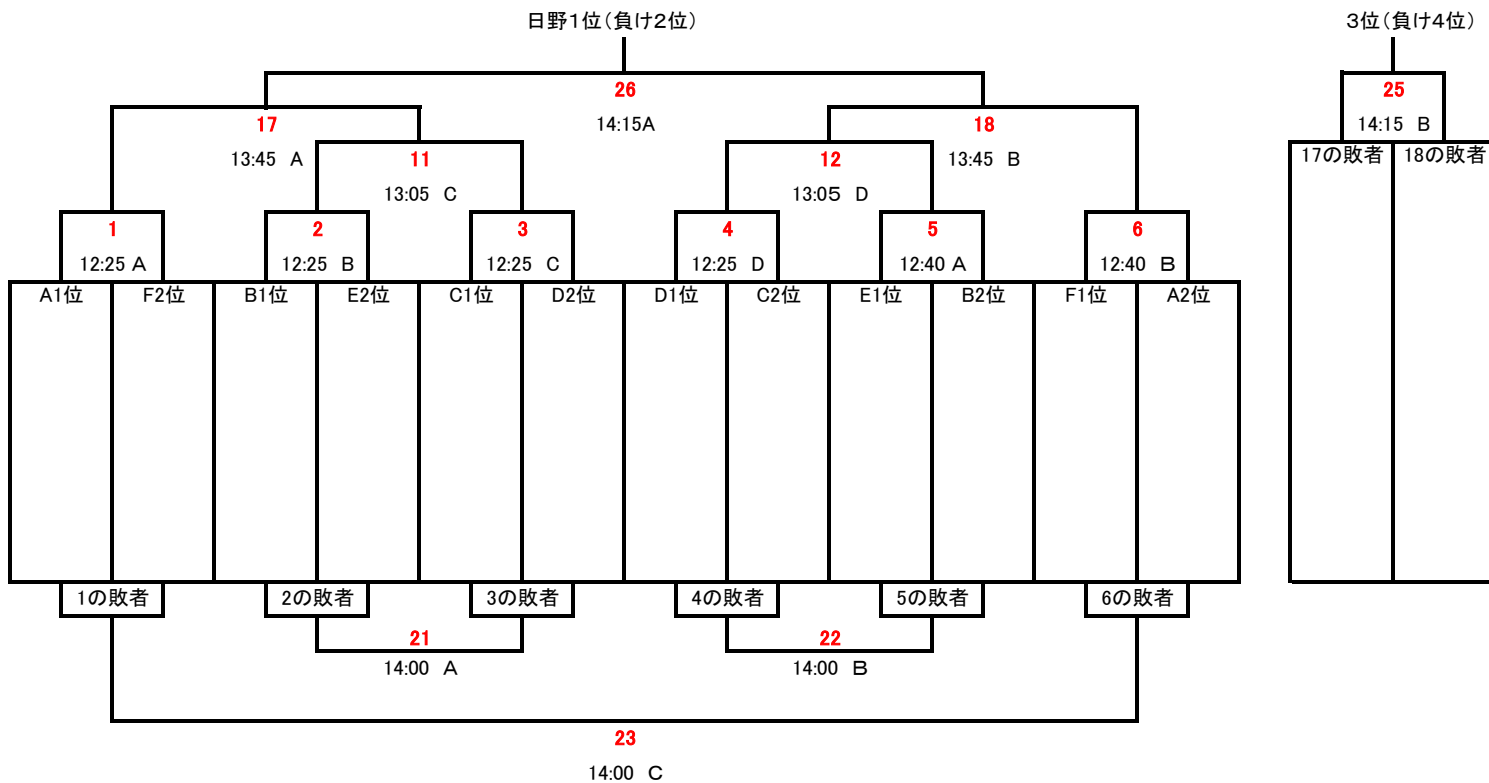 日野1位(負け2位) 3位(負け4位)
26 25
14:15A 14:15 B
17 18
13:45 A 13:45 B
17の敗者 18の敗者
11 12
13:05 C 13:05 D
1 2 3 4 5 6
12:25 A 12:25 B 12:25 C 12:25 D 12:40 A 12:40 B
A1位 F2位 B1位 E2位 C1位 D2位 D1位 C2位 E1位 B2位 F1位 A2位
1の敗者 2の敗者 3の敗者 4の敗者 5の敗者 6の敗者
21 22
14:00 A 14:00 B
23
14:00 C